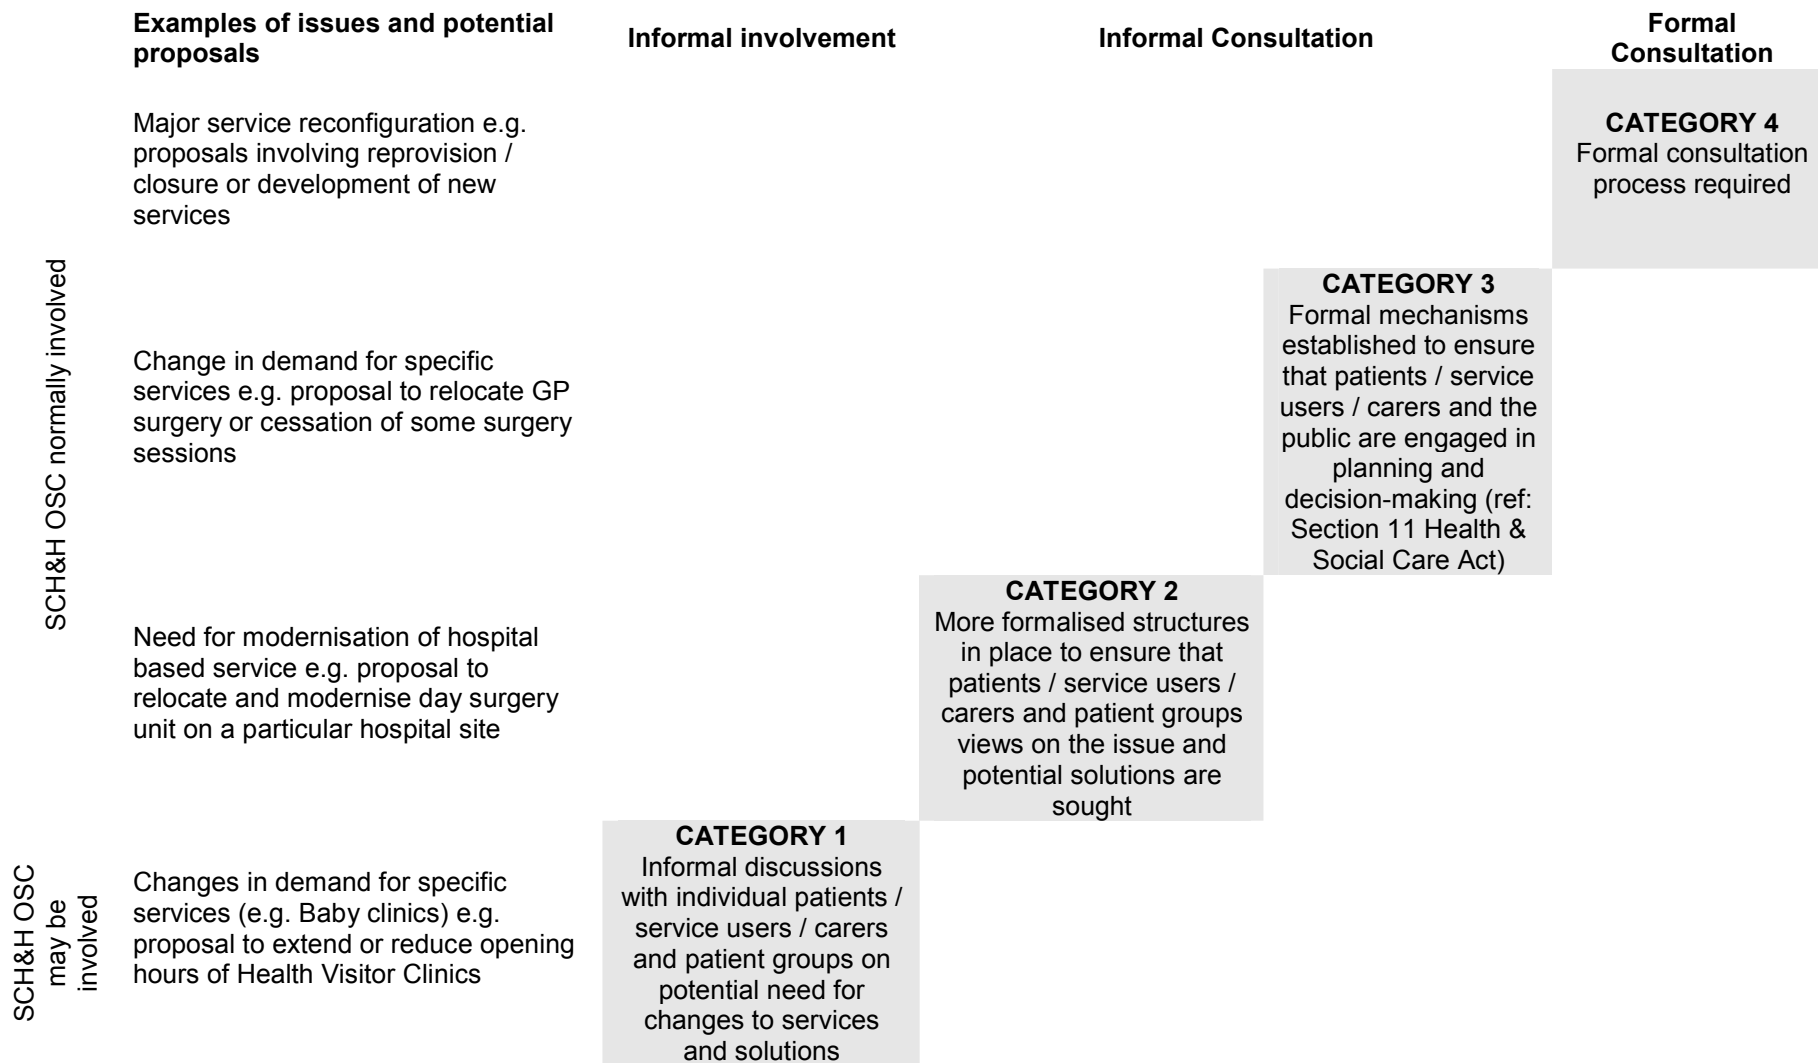 Examples of issues and potential
proposals
Informal involvement
Informal Consultation
Formal
Consultation
Major service reconfiguration e.g.
proposals involving reprovision /
closure or development of new
services
CATEGORY 4
Formal consultation
process required
SCH&H OSC normally involved
Change in demand for specific
services e.g. proposal to relocate GP
surgery or cessation of some surgery
sessions
CATEGORY 3
Formal mechanisms
established to ensure
that patients / service
users / carers and the
public are engaged in
planning and
decision-making (ref:
Section 11 Health &
Social Care Act)
Need for modernisation of hospital
based service e.g. proposal to
relocate and modernise day surgery
unit on a particular hospital site
CATEGORY 2
More formalised structures
in place to ensure that
patients / service users /
carers and patient groups
views on the issue and
potential solutions are
sought
SCH&H OSC
may be
involved
Changes in demand for specific
services (e.g. Baby clinics) e.g.
proposal to extend or reduce opening
hours of Health Visitor Clinics
CATEGORY 1
Informal discussions
with individual patients /
service users / carers
and patient groups on
potential need for
changes to services
and solutions